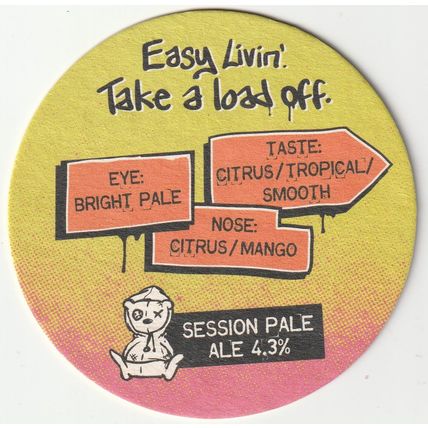 Easy Livin'.
Take a load off.
EYE:
BRIGHT PALE
TASTE:
CITRUS/TROPICAL/
SMOOTH
NOSE:
CITRUS/MANGO
SESSION PALE
ALE 4.3%